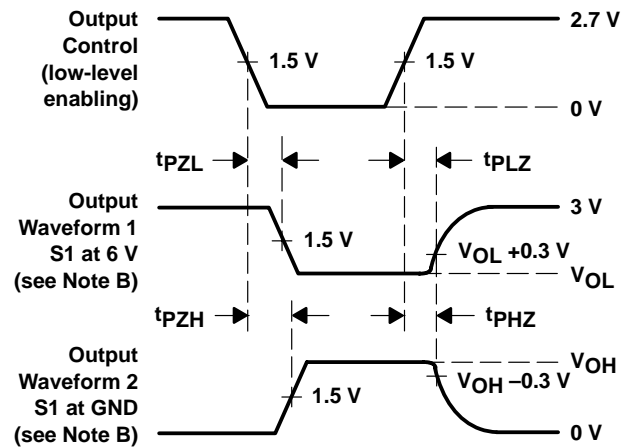 Output
Control
(low-level
enabling)
2.7 V
1.5 V
1.5 V
0 V
tPZL
tPLZ
Output
Waveform 1
S1 at 6 V
(see Note B)
3 V
1.5 V
VOL +0.3 V
VOL
tPZH
tPHZ
Output
Waveform 2
S1 at GND
(see Note B)
VOH
VOH –0.3 V
1.5 V
0 V